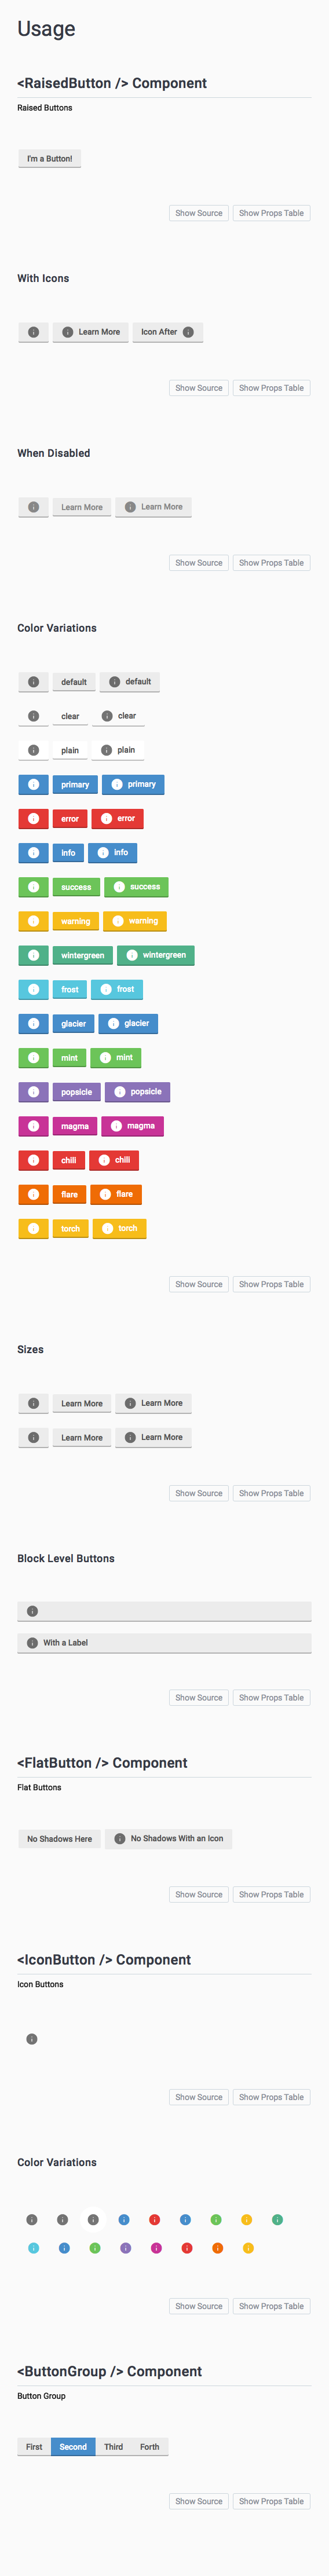 Usage
<RaisedButton /> Component
Raised Buttons
I'm a Button!
Show Source Show Props Table
With Icons
Learn More Icon After
Show Source Show Props Table
When Disabled
Learn More Learn More
Show Source Show Props Table
Color Variations
default default
clear clear
plain plain
primary primary
error error
info info
success success
warning warning
wintergreen wintergreen
frost frost
glacier glacier
mint mint
popsicle popsicle
magma magma
chili chili
flare flare
torch torch
Show Source Show Props Table
Sizes
Learn More Learn More
Learn More Learn More
Show Source Show Props Table
Block Level Buttons
With a Label
Show Source Show Props Table
<FlatButton /> Component
Flat Buttons
No Shadows Here No Shadows With an Icon
Show Source Show Props Table
<IconButton /> Component
Icon Buttons
Show Source Show Props Table
Color Variations
Show Source Show Props Table
<ButtonGroup /> Component
Button Group
First Second Third Forth
Show Source Show Props Table